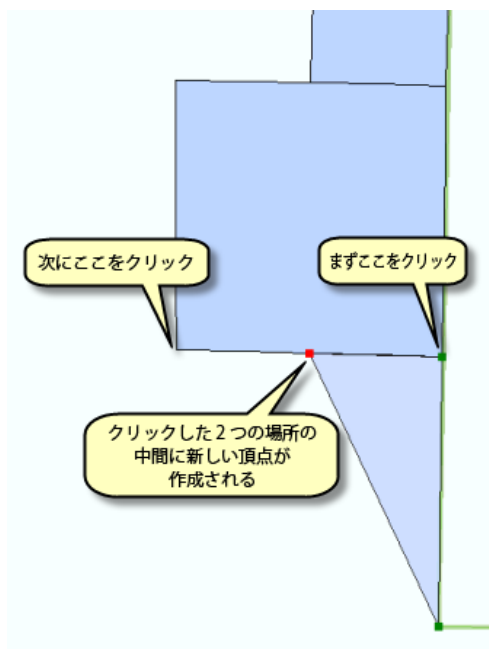 次にここをクリック
まずここをクリック
クリックした2つの場所の
中間に新しい頂点が
作成される